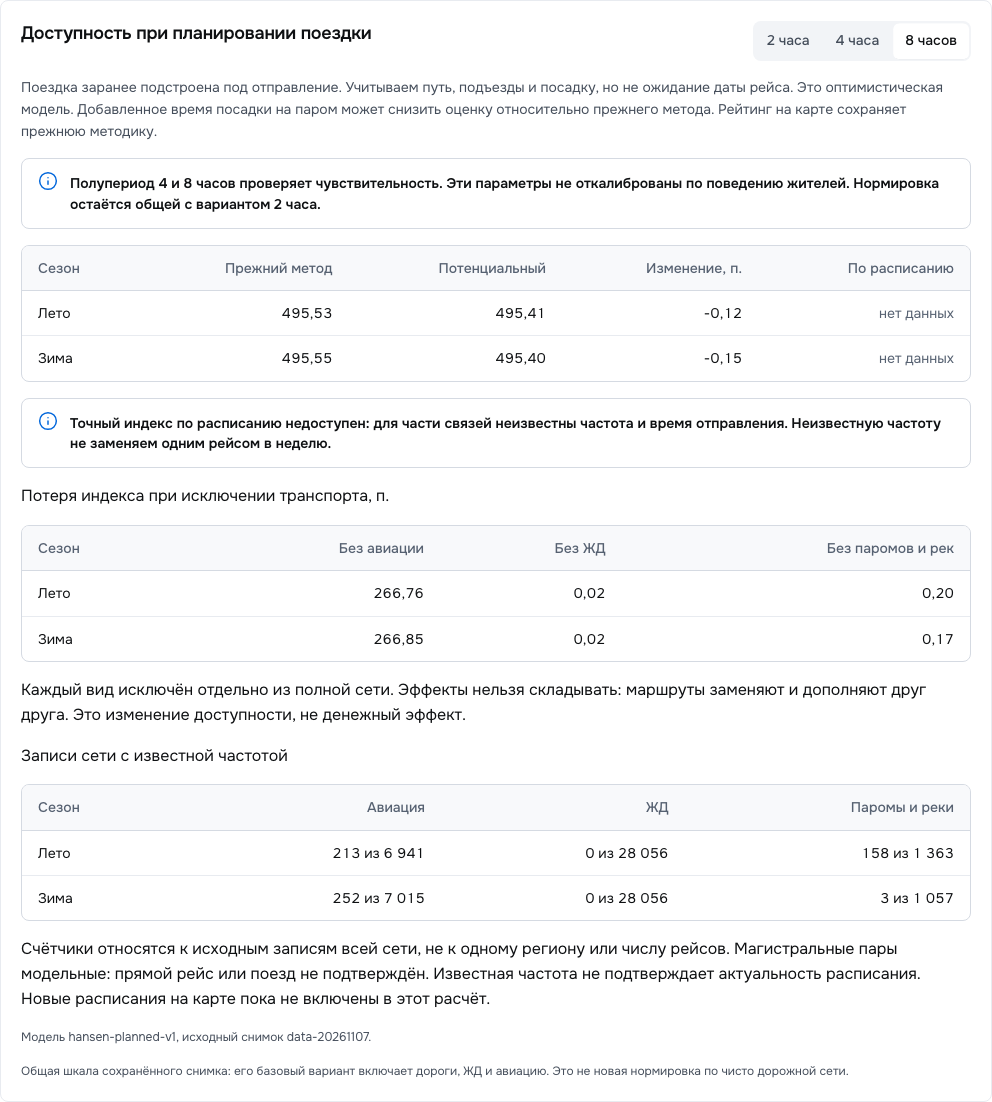 Доступность при планировании поездки
2 часа 4 часа 8 часов
Поездка заранее подстроена под отправление. Учитываем путь, подъезды и посадку, но не ожидание даты рейса. Это оптимистическая
модель. Добавленное время посадки на паром может снизить оценку относительно прежнего метода. Рейтинг на карте сохраняет
прежнюю методику.
Полупериод 4 и 8 часов проверяет чувствительность. Эти параметры не откалиброваны по поведению жителей. Нормировка
остаётся общей с вариантом 2 часа.
Сезон Прежний метод Потенциальный Изменение, п. По расписанию
Лето 495,53 495,41 -0,12 нет данных
Зима 495,55 495,40 -0,15 нет данных
Точный индекс по расписанию недоступен: для части связей неизвестны частота и время отправления. Неизвестную частоту
не заменяем одним рейсом в неделю.
Потеря индекса при исключении транспорта, п.
Сезон Без авиации Без ЖД Без паромов и рек
Лето 266,76 0,02 0,20
Зима 266,85 0,02 0,17
Каждый вид исключён отдельно из полной сети. Эффекты нельзя складывать: маршруты заменяют и дополняют друг
друга. Это изменение доступности, не денежный эффект.
Записи сети с известной частотой
Сезон Авиация ЖД Паромы и реки
Лето 213 из 6 941 0 из 28 056 158 из 1 363
Зима 252 из 7 015 0 из 28 056 3 из 1 057
Счётчики относятся к исходным записям всей сети, не к одному региону или числу рейсов. Магистральные пары
модельные: прямой рейс или поезд не подтверждён. Известная частота не подтверждает актуальность расписания.
Новые расписания на карте пока не включены в этот расчёт.
Модель hansen-planned-v1, исходный снимок data-20261107.
Общая шкала сохранённого снимка: его базовый вариант включает дороги, ЖД и авиацию. Это не новая нормировка по чисто дорожной сети.